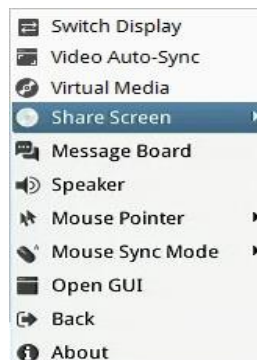 Switch Display
Video Auto-Sync
Virtual Media
Share Screen
Message Board
Speaker
Mouse Pointer
Mouse Sync Mode
Open GUI
Back
About